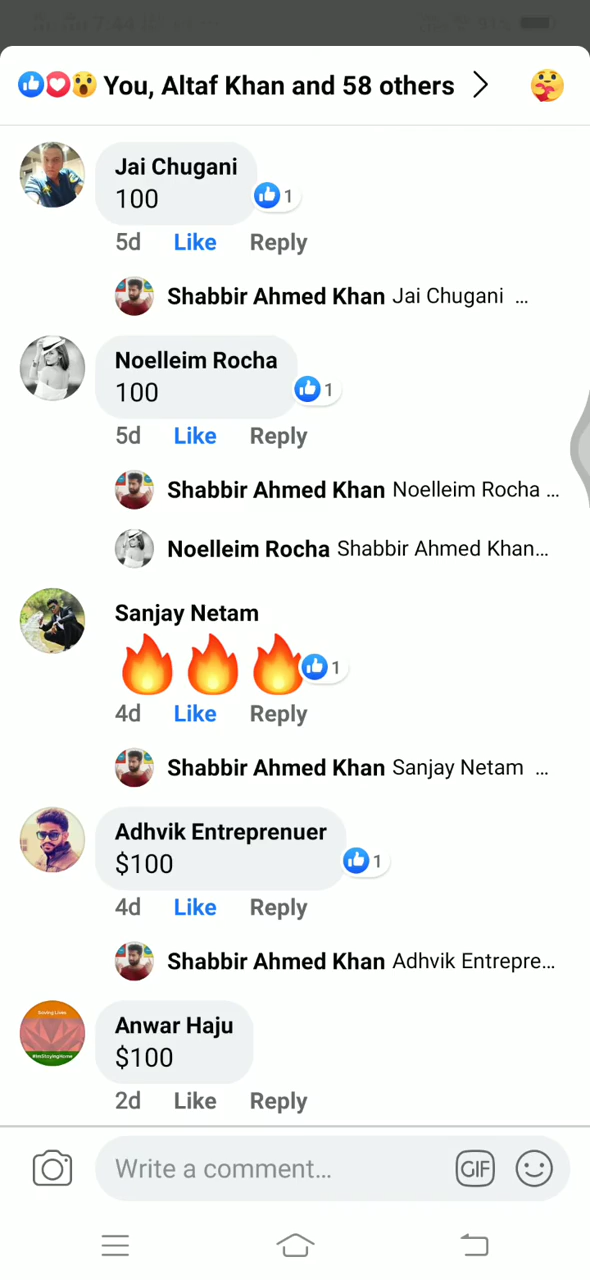 You, Altaf Khan and 58 others
Jai Chugani
100
1
5d Like Reply
Shabbir Ahmed Khan Jai Chugani ...
Noelleim Rocha
100
1
5d Like Reply
Shabbir Ahmed Khan Noelleim Rocha ...
Noelleim Rocha Shabbir Ahmed Khan...
Sanjay Netam
1
4d Like Reply
Shabbir Ahmed Khan Sanjay Netam ...
Adhvik Entreprenuer
$100
1
4d Like Reply
Shabbir Ahmed Khan Adhvik Entrepre...
Saving Lives
#ImStayingHome
Anwar Haju
$100
2d Like Reply
Write a comment... GIF